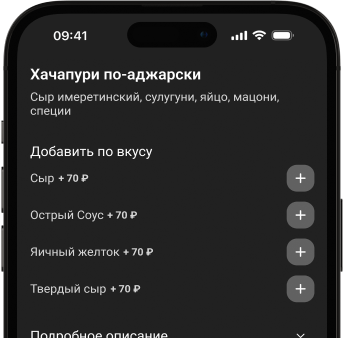 09:41
Хачапури по-аджарски
Сыр имеретинский, сулугуни, яйцо, мацони,
специи
Добавить по вкусу
Сыр + 70 ₽
Острый Соус + 70 ₽
Яичный желток + 70 ₽
Твердый сыр + 70 ₽
Подробное описание